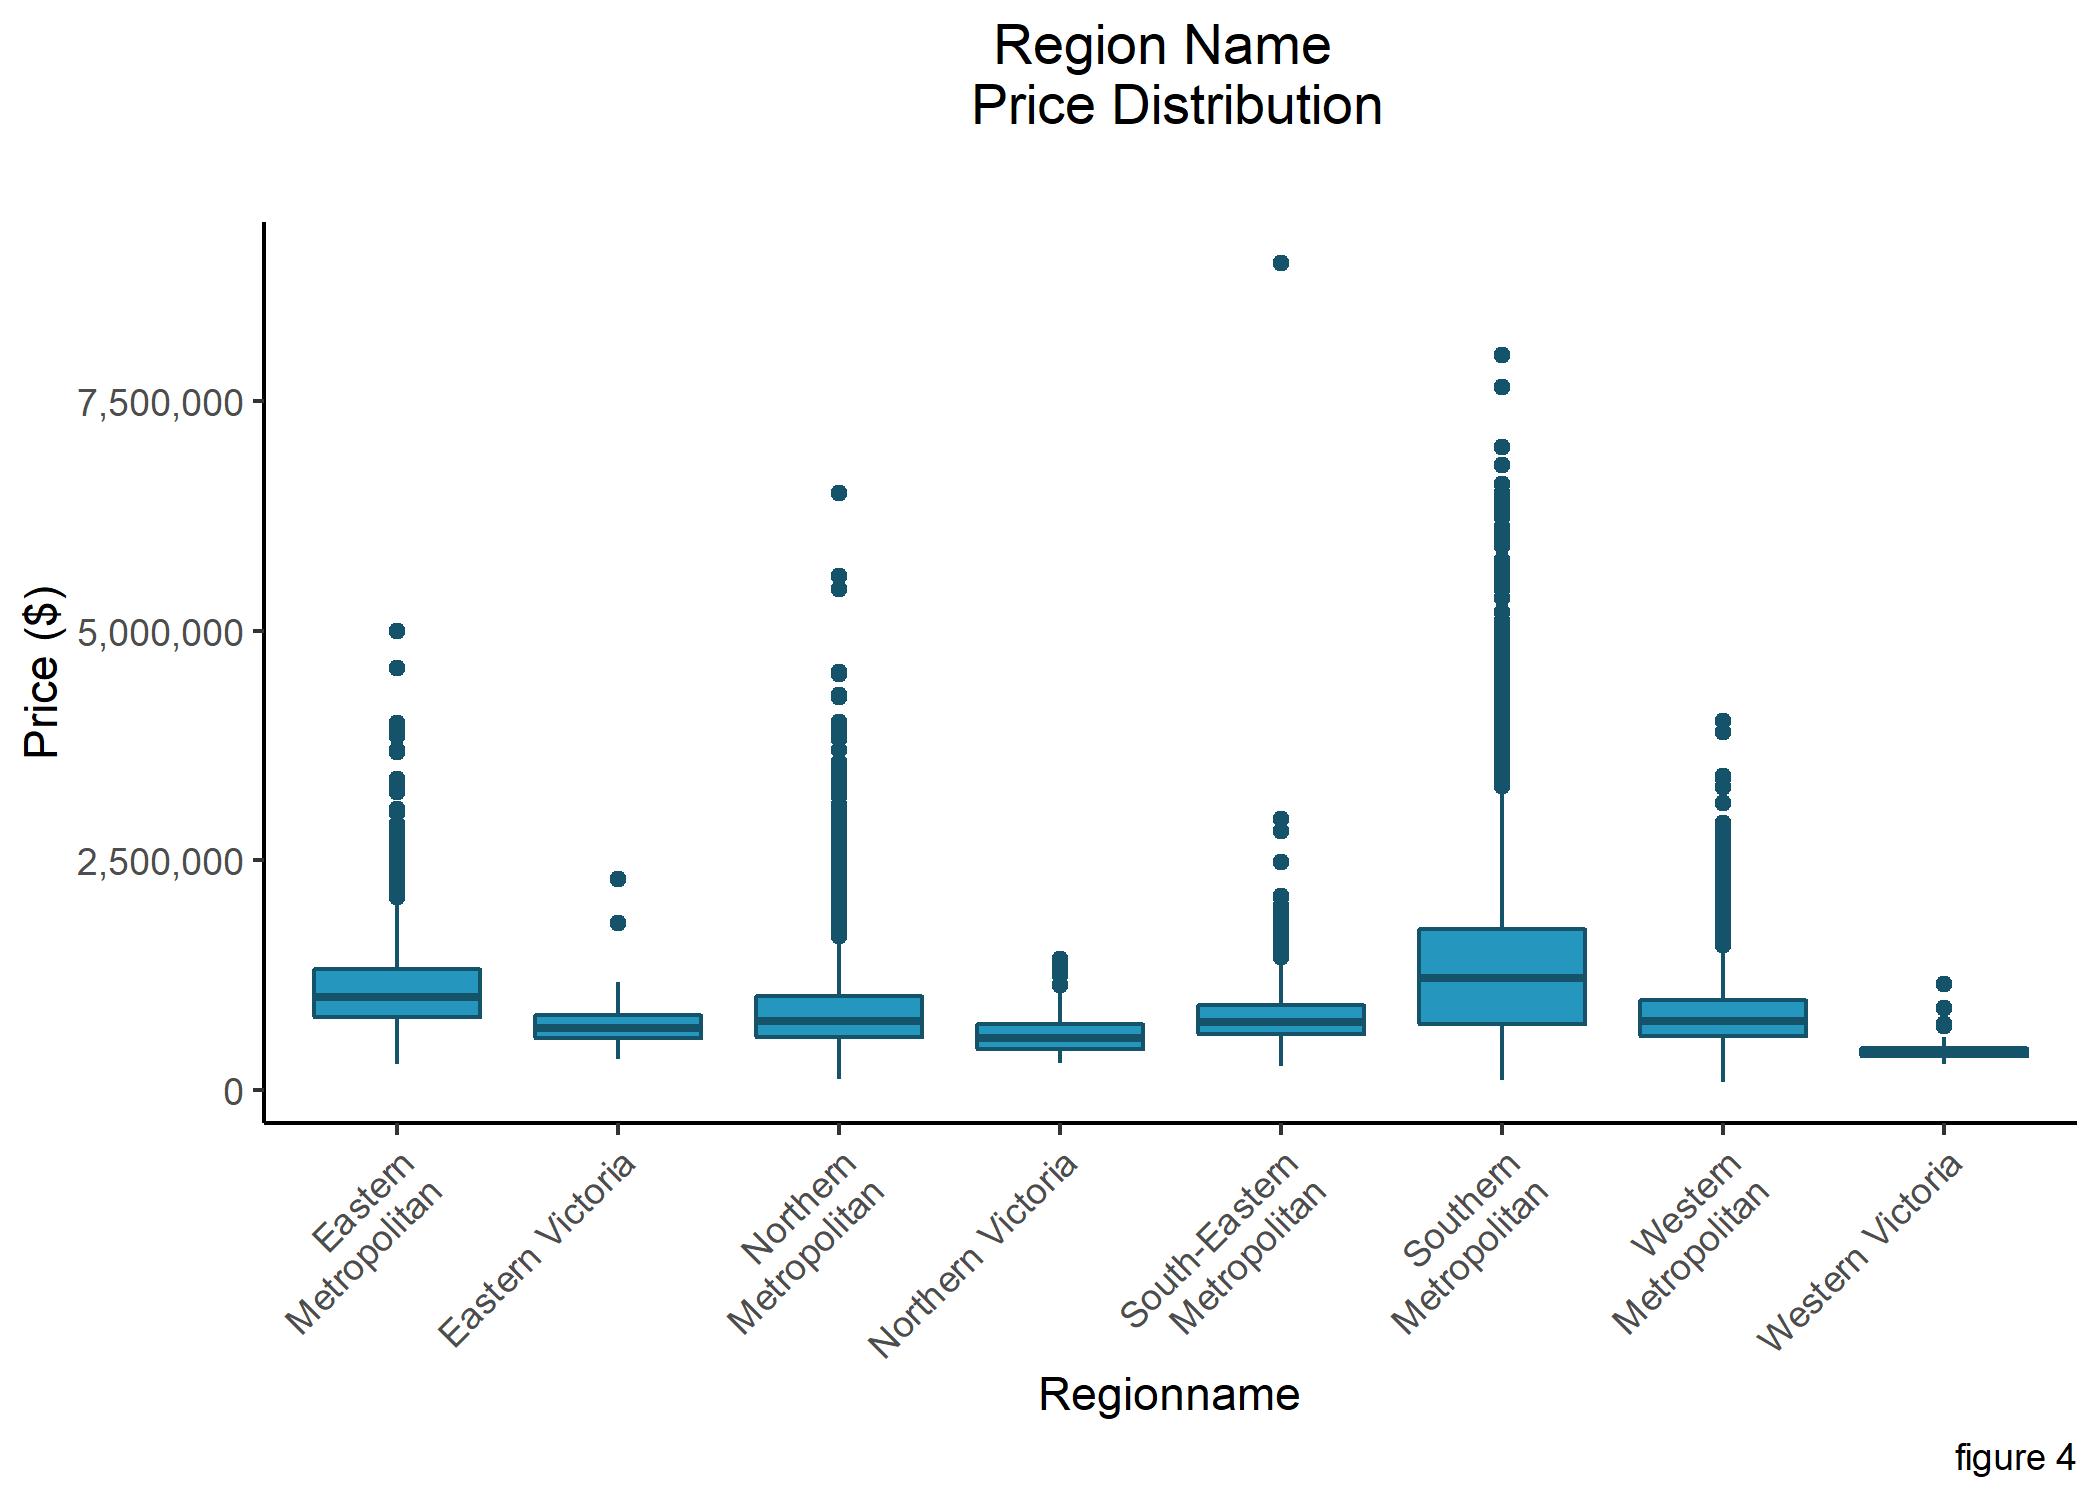 Region Name
Price Distribution
Price ($)
7,500,000
5,000,000
2,500,000
0
Eastern
Metropolitan
Eastern Victoria
Northern
Metropolitan
Northern Victoria
South-Eastern
Metropolitan
Southern
Metropolitan
Western
Metropolitan
Western Victoria
Regionname
figure 4